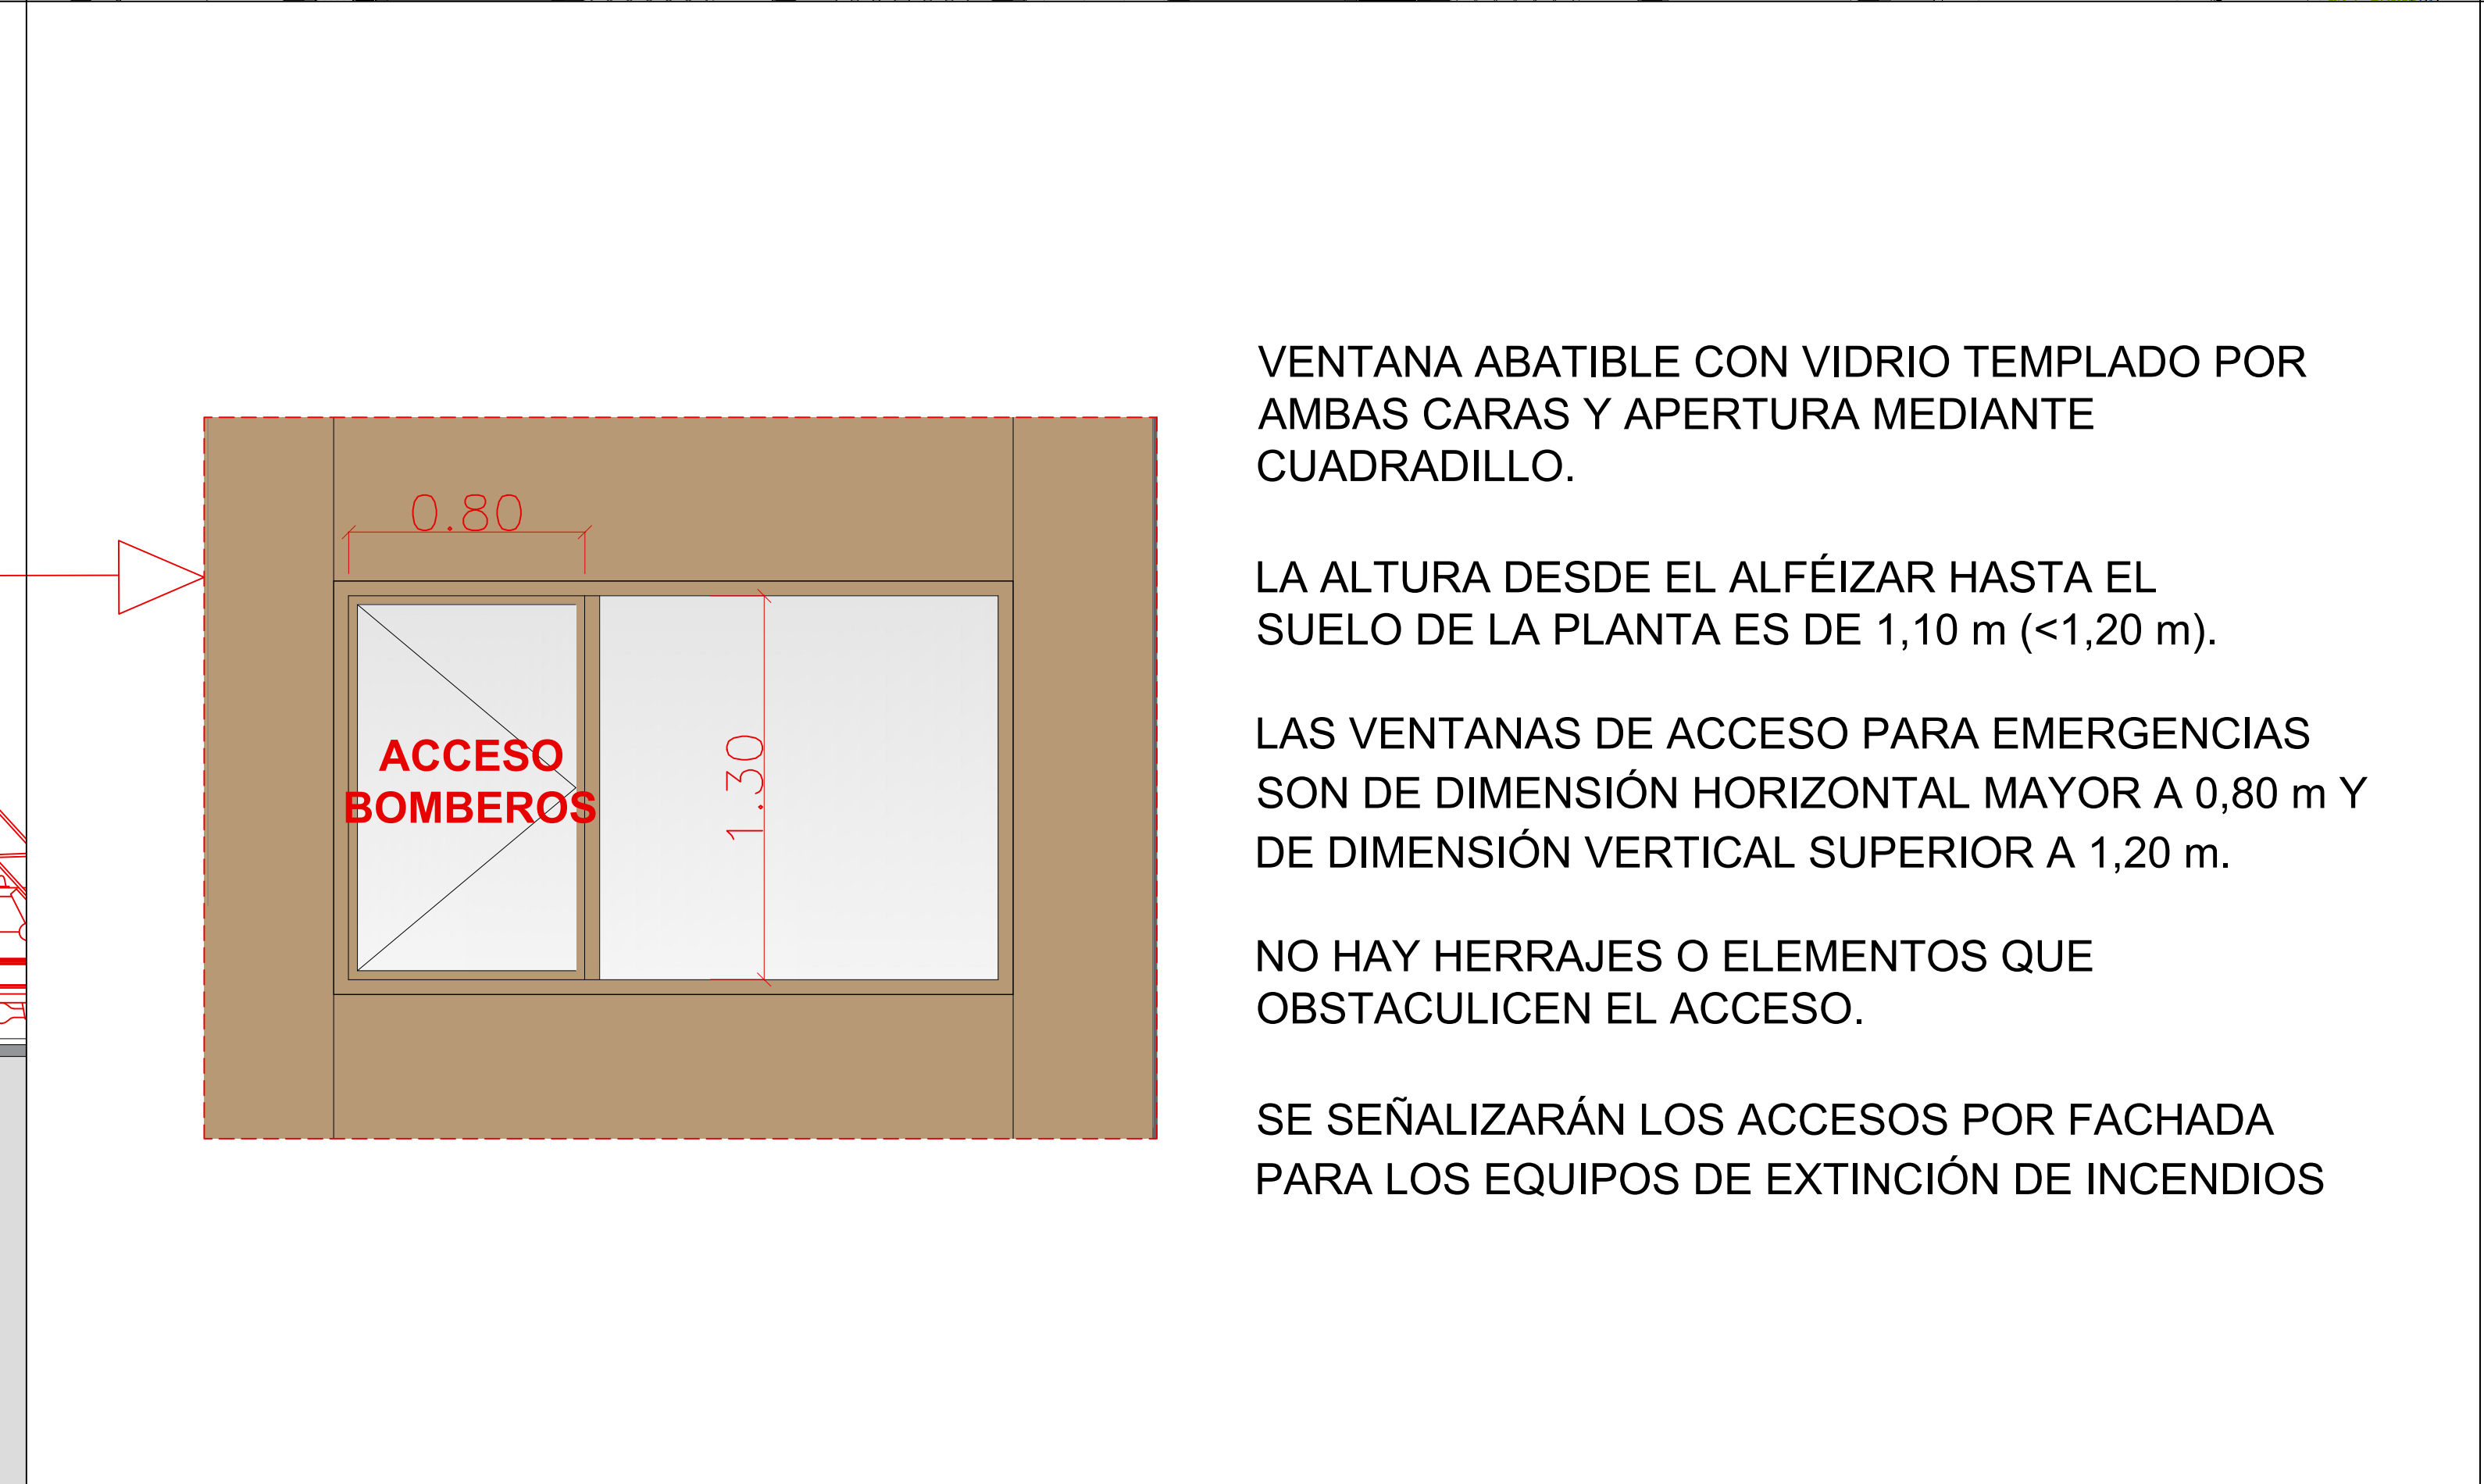 0.80
ACCESO
BOMBEROS
1.30
VENTANA ABATIBLE CON VIDRIO TEMPLADO POR
AMBAS CARAS Y APERTURA MEDIANTE
CUADRADILLO.
LA ALTURA DESDE EL ALFÉIZAR HASTA EL
SUELO DE LA PLANTA ES DE 1,10 m (<1,20 m).
LAS VENTANAS DE ACCESO PARA EMERGENCIAS
SON DE DIMENSIÓN HORIZONTAL MAYOR A 0,80 m Y
DE DIMENSIÓN VERTICAL SUPERIOR A 1,20 m.
NO HAY HERRAJES O ELEMENTOS QUE
OBSTACULICEN EL ACCESO.
SE SEÑALIZARÁN LOS ACCESOS POR FACHADA
PARA LOS EQUIPOS DE EXTINCIÓN DE INCENDIOS